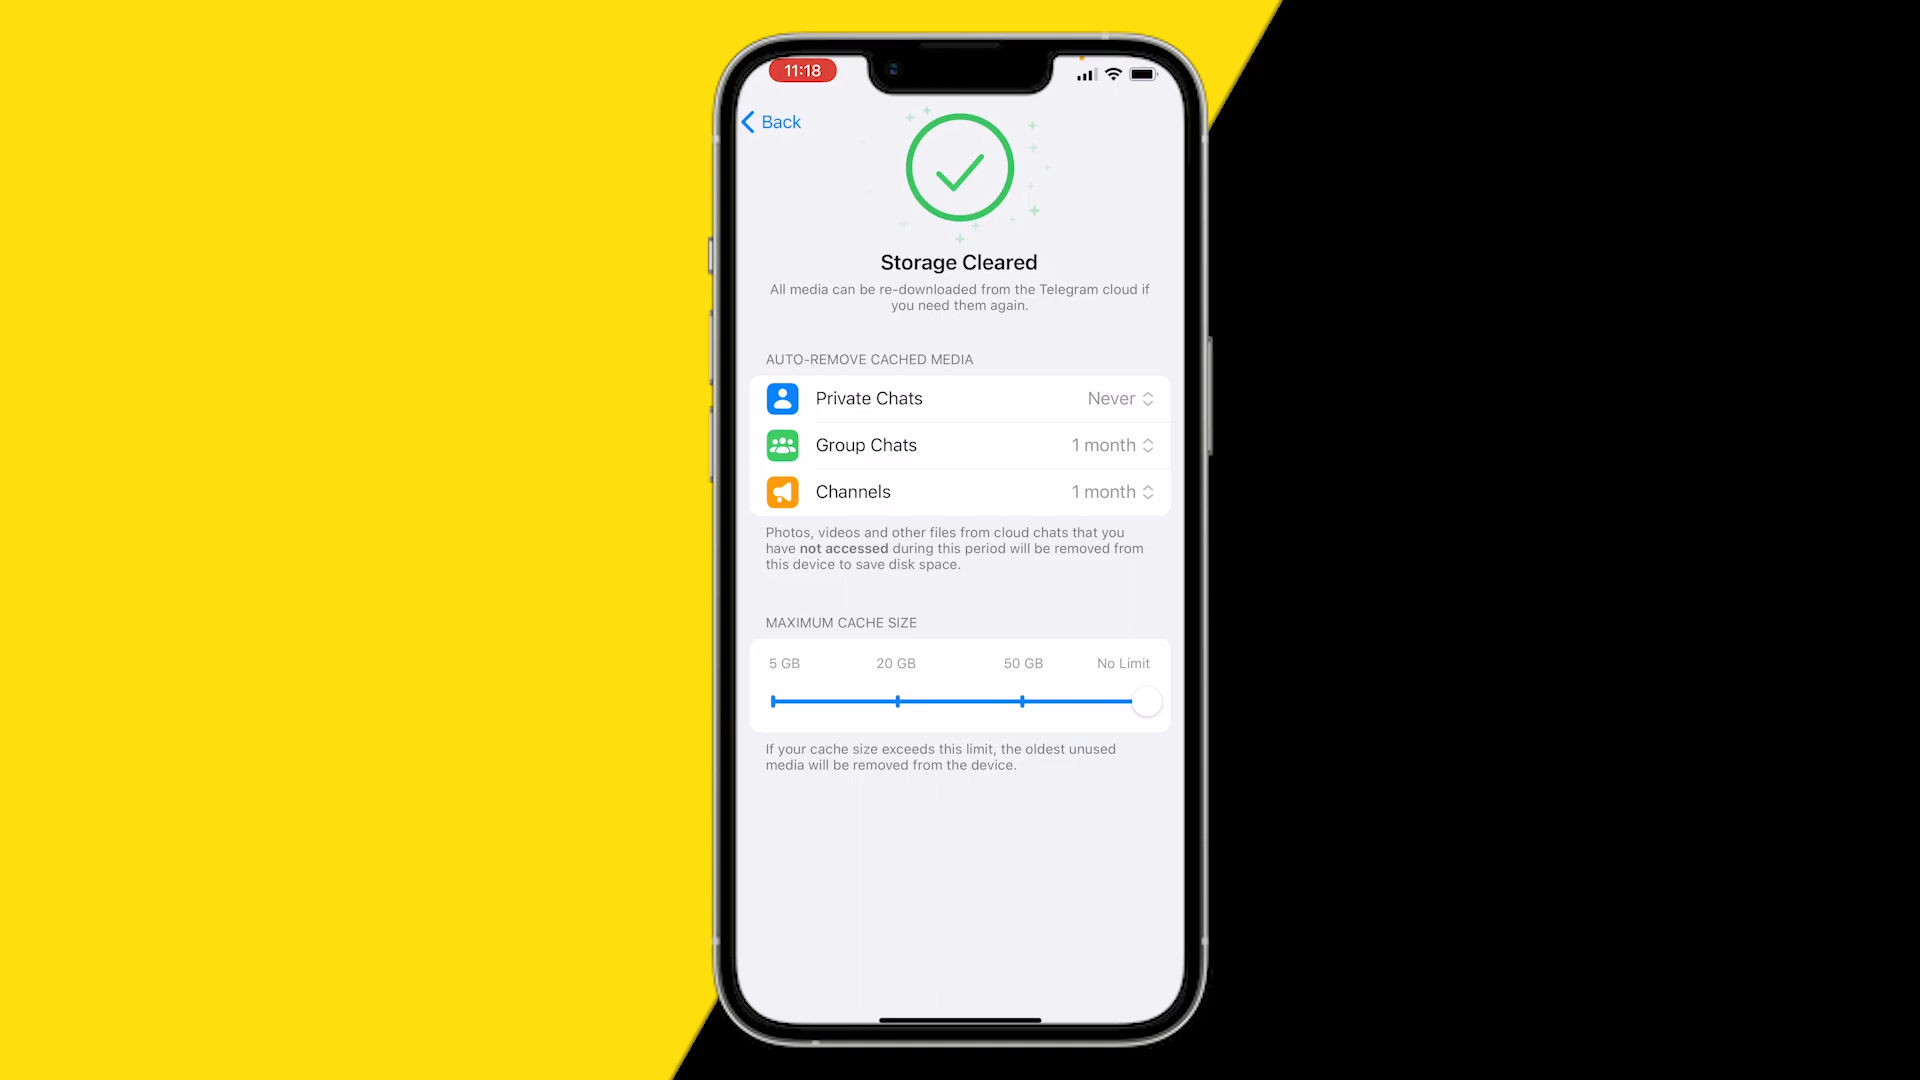 11:18
Back
Storage Cleared
All media can be re-downloaded from the Telegram cloud if
you need them again.
AUTO-REMOVE CACHED MEDIA
Private Chats Never
Group Chats 1 month
Channels 1 month
Photos, videos and other files from cloud chats that you
have not accessed during this period will be removed from
this device to save disk space.
MAXIMUM CACHE SIZE
5 GB 20 GB 50 GB No Limit
If your cache size exceeds this limit, the oldest unused
media will be removed from the device.